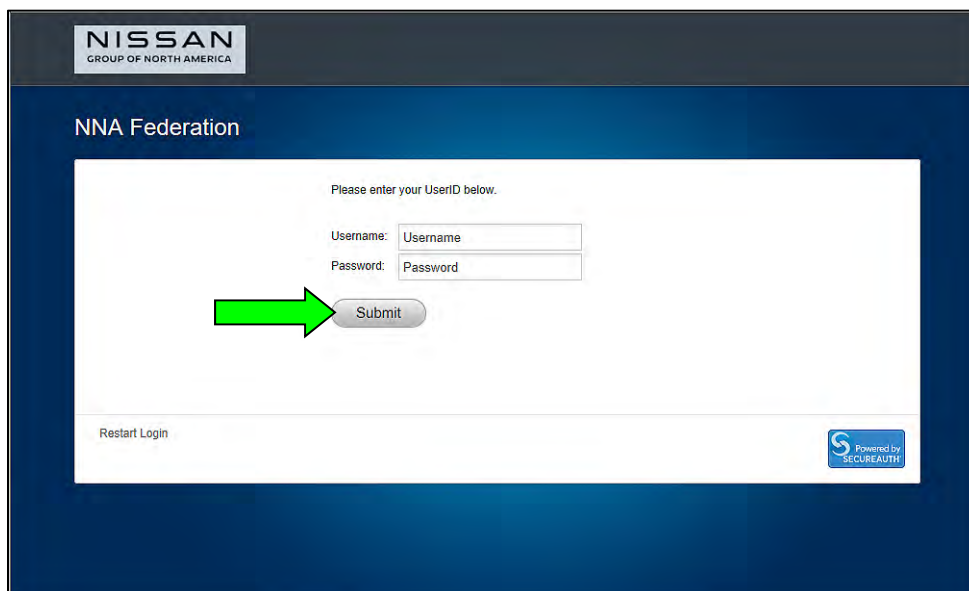 NISSAN
GROUP OF NORTH AMERICA
NNA Federation
Please enter your UserID below.
Username: Username
Password: Password
Submit
Restart Login
Powered by
SECUREAUTH